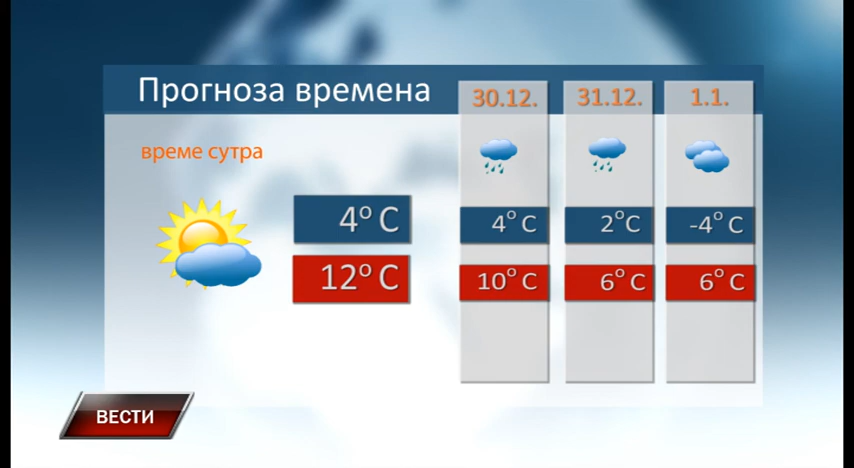 Прогноза времена
време сутра
4° C
12° C
30.12.
4° C
10° C
31.12.
2°C
6° C
1.1.
-4° C
6° C
ВЕСТИ